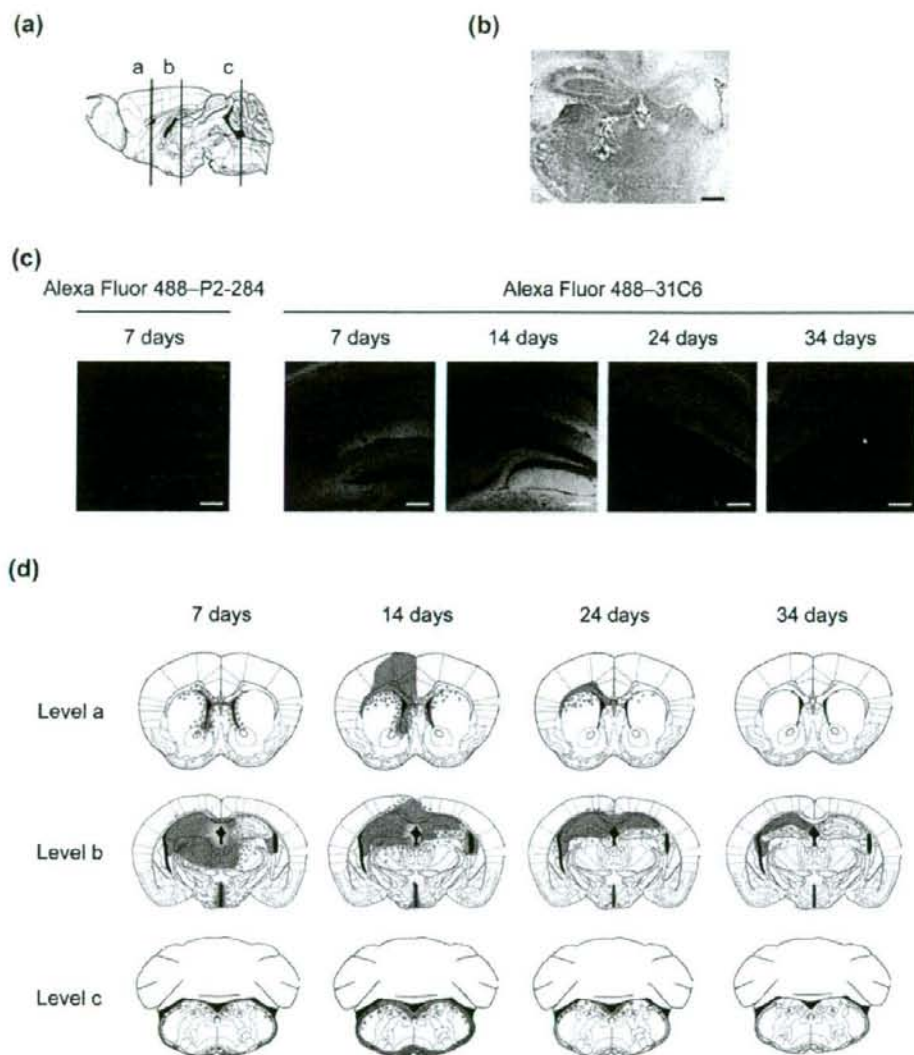 (a)
a b c
(b)
(c)
Alexa Fluor 488–P2-284
Alexa Fluor 488–31C6
7 days
7 days
14 days
24 days
34 days
(d)
7 days
14 days
24 days
34 days
Level a
Level b
Level c